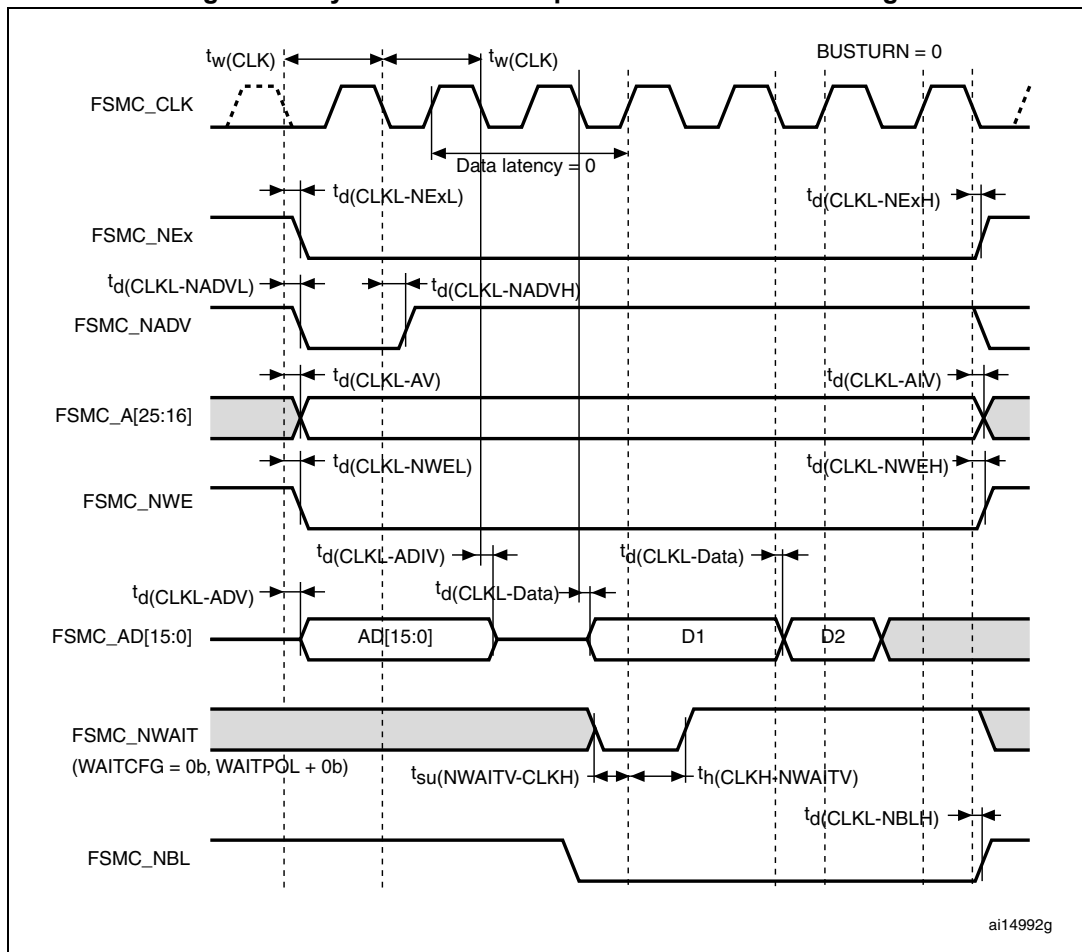 tw(CLK)
tw(CLK)
BUSTURN = 0
FSMC_CLK
Data latency = 0
td(CLKL-NExL)
td(CLKL-NExH)
FSMC_NEx
td(CLKL-NADVL)
td(CLKL-NADVH)
FSMC_NADV
td(CLKL-AV)
td(CLKL-AIV)
FSMC_A[25:16]
td(CLKL-NWEL)
td(CLKL-NWEH)
FSMC_NWE
td(CLKL-ADIV)
td(CLKL-Data)
td(CLKL-ADV)
td(CLKL-Data)
FSMC_AD[15:0]
AD[15:0]
D1
D2
FSMC_NWAIT
(WAITCFG = 0b, WAITPOL + 0b)
tsu(NWAITV-CLKH)
th(CLKH-NWAITV)
td(CLKL-NBLH)
FSMC_NBL
ai14992g